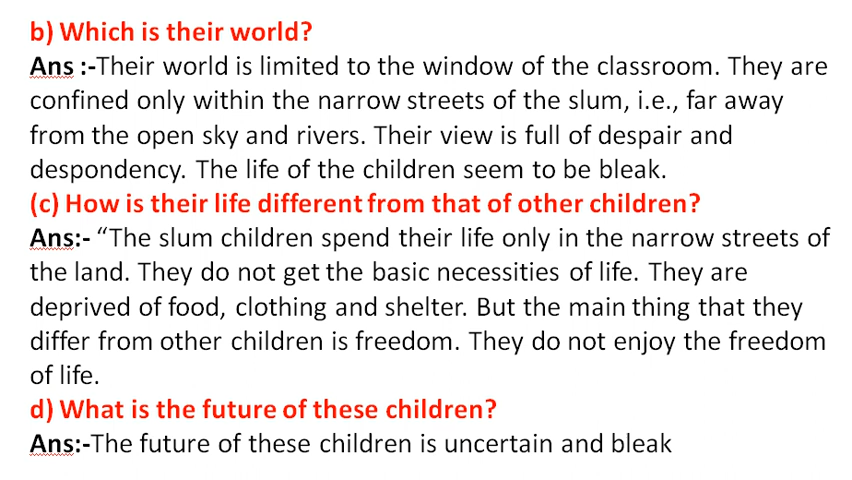 b) Which is their world?
Ans :-Their world is limited to the window of the classroom. They are
confined only within the narrow streets of the slum, i.e., far away
from the open sky and rivers. Their view is full of despair and
despondency. The life of the children seem to be bleak.
(c) How is their life different from that of other children?
Ans:- “The slum children spend their life only in the narrow streets of
the land. They do not get the basic necessities of life. They are
deprived of food, clothing and shelter. But the main thing that they
differ from other children is freedom. They do not enjoy the freedom
of life.
d) What is the future of these children?
Ans:-The future of these children is uncertain and bleak